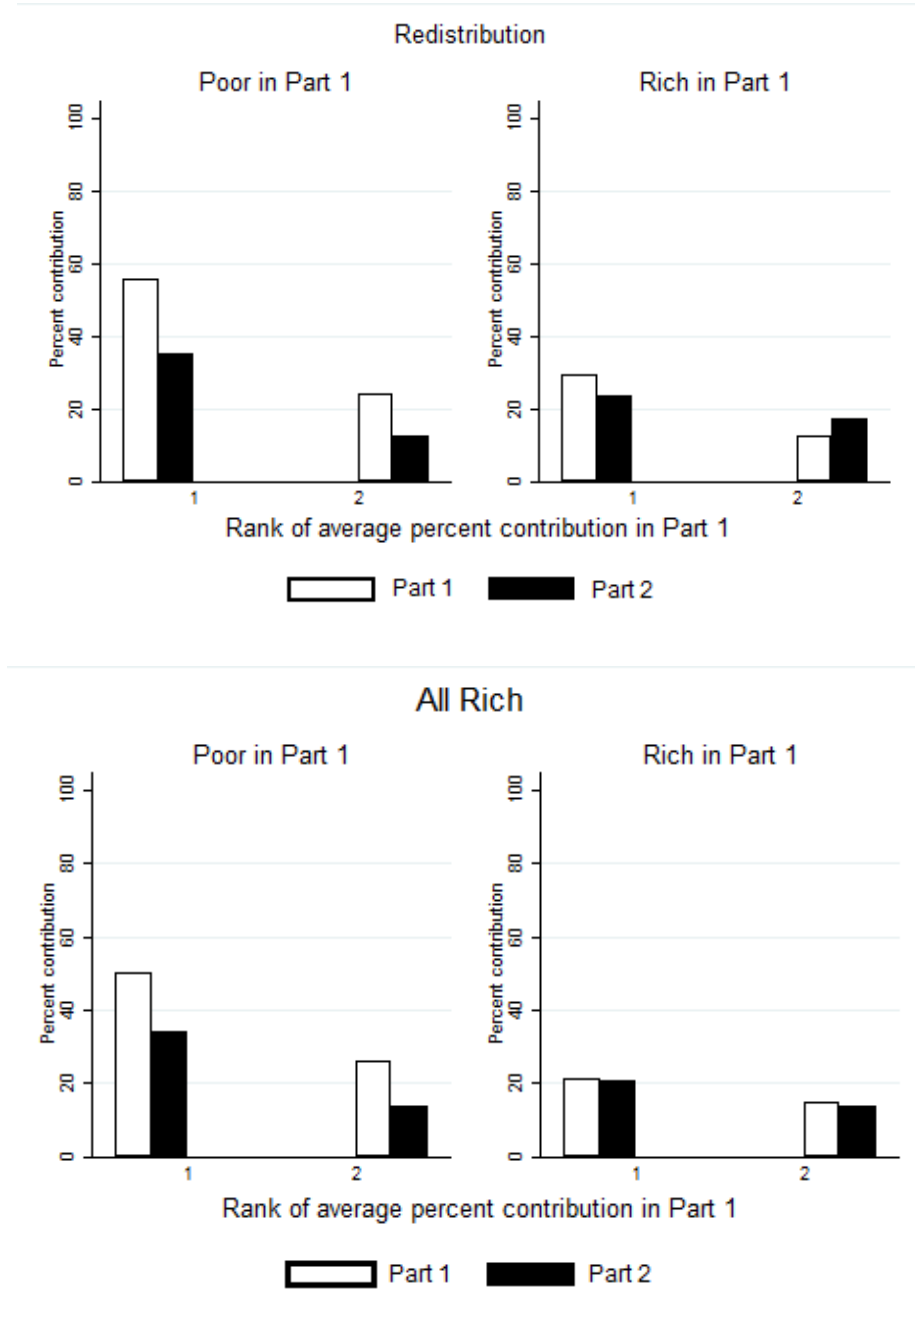 Redistribution
Poor in Part 1
Rich in Part 1
Percent contribution
0 20 40 60 80 100
1 2
Percent contribution
0 20 40 60 80 100
1 2
Rank of average percent contribution in Part 1
Part 1 Part 2
All Rich
Poor in Part 1
Rich in Part 1
Percent contribution
0 20 40 60 80 100
1 2
Percent contribution
0 20 40 60 80 100
1 2
Rank of average percent contribution in Part 1
Part 1 Part 2